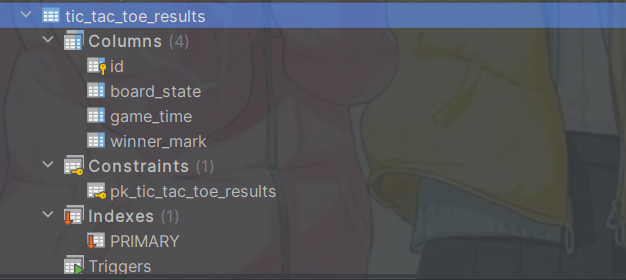 tic_tac_toe_results
Columns (4)
id
board_state
game_time
winner_mark
Constraints (1)
pk_tic_tac_toe_results
Indexes (1)
PRIMARY
Triggers